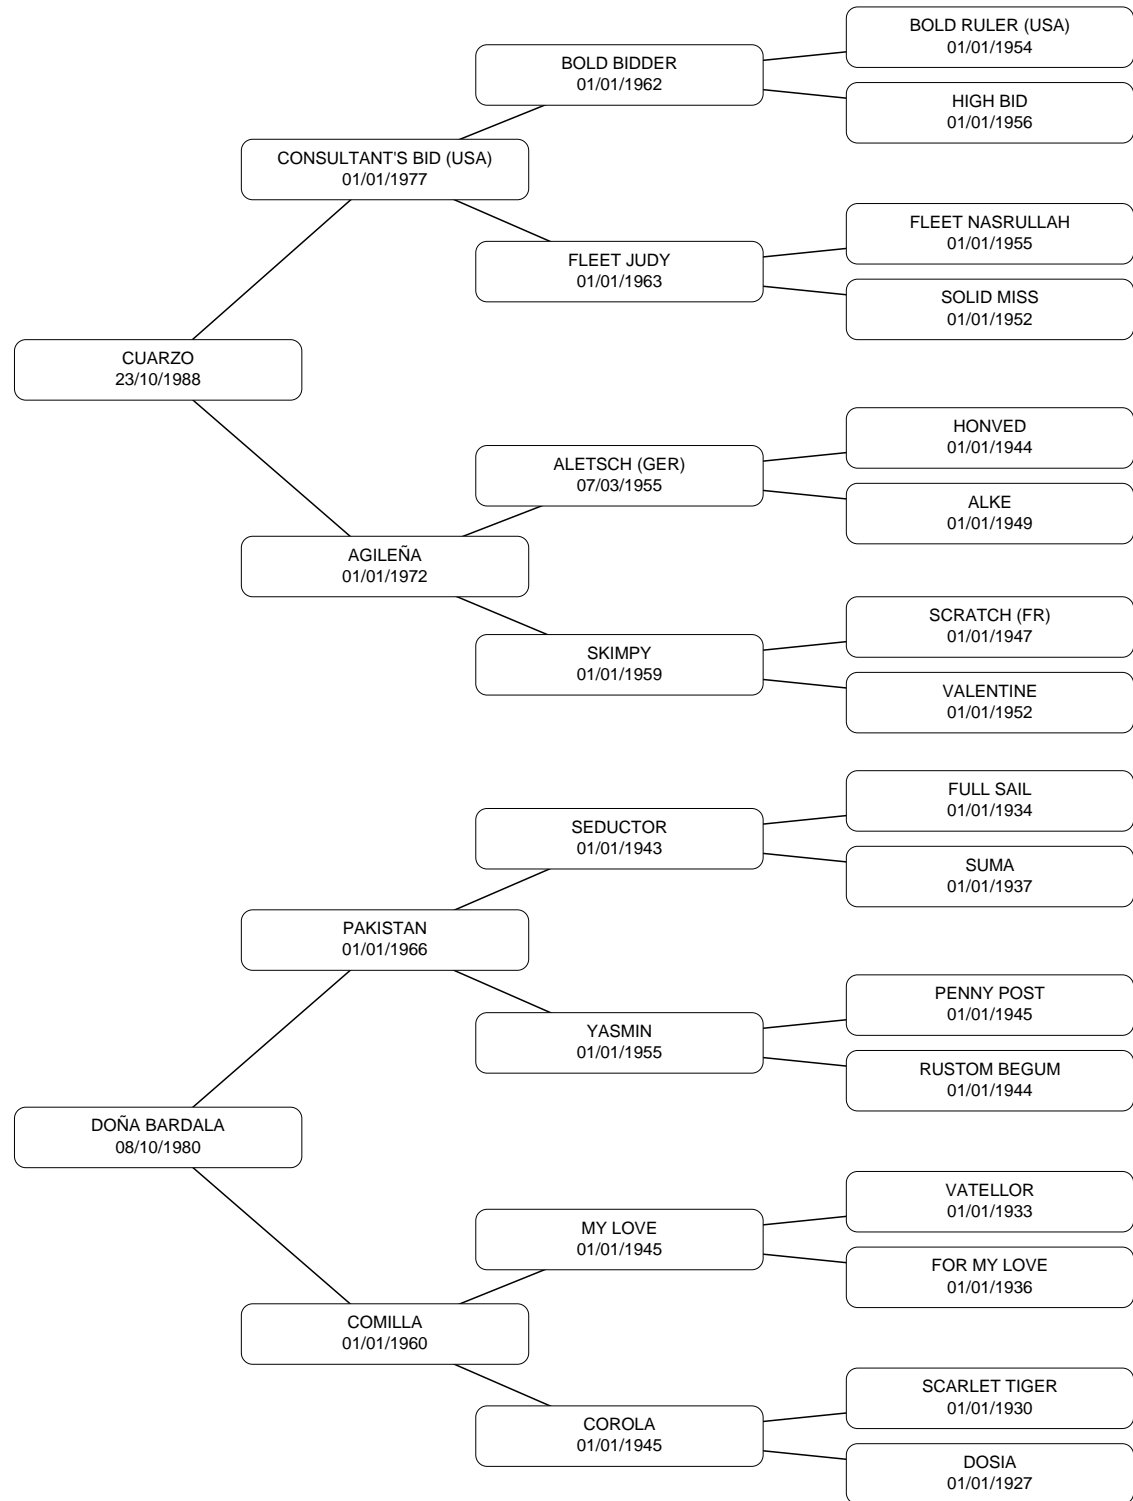 BOLD RULER (USA)
01/01/1954
BOLD BIDDER
01/01/1962
HIGH BID
01/01/1956
CONSULTANT'S BID (USA)
01/01/1977
FLEET NASRULLAH
01/01/1955
FLEET JUDY
01/01/1963
SOLID MISS
01/01/1952
CUARZO
23/10/1988
HONVED
01/01/1944
ALETSCH (GER)
07/03/1955
ALKE
01/01/1949
AGILEÑA
01/01/1972
SCRATCH (FR)
01/01/1947
SKIMPY
01/01/1959
VALENTINE
01/01/1952
FULL SAIL
01/01/1934
SEDUCTOR
01/01/1943
SUMA
01/01/1937
PAKISTAN
01/01/1966
PENNY POST
01/01/1945
YASMIN
01/01/1955
RUSTOM BEGUM
01/01/1944
DOÑA BARDALA
08/10/1980
VATELLOR
01/01/1933
MY LOVE
01/01/1945
FOR MY LOVE
01/01/1936
COMILLA
01/01/1960
SCARLET TIGER
01/01/1930
COROLA
01/01/1945
DOSIA
01/01/1927